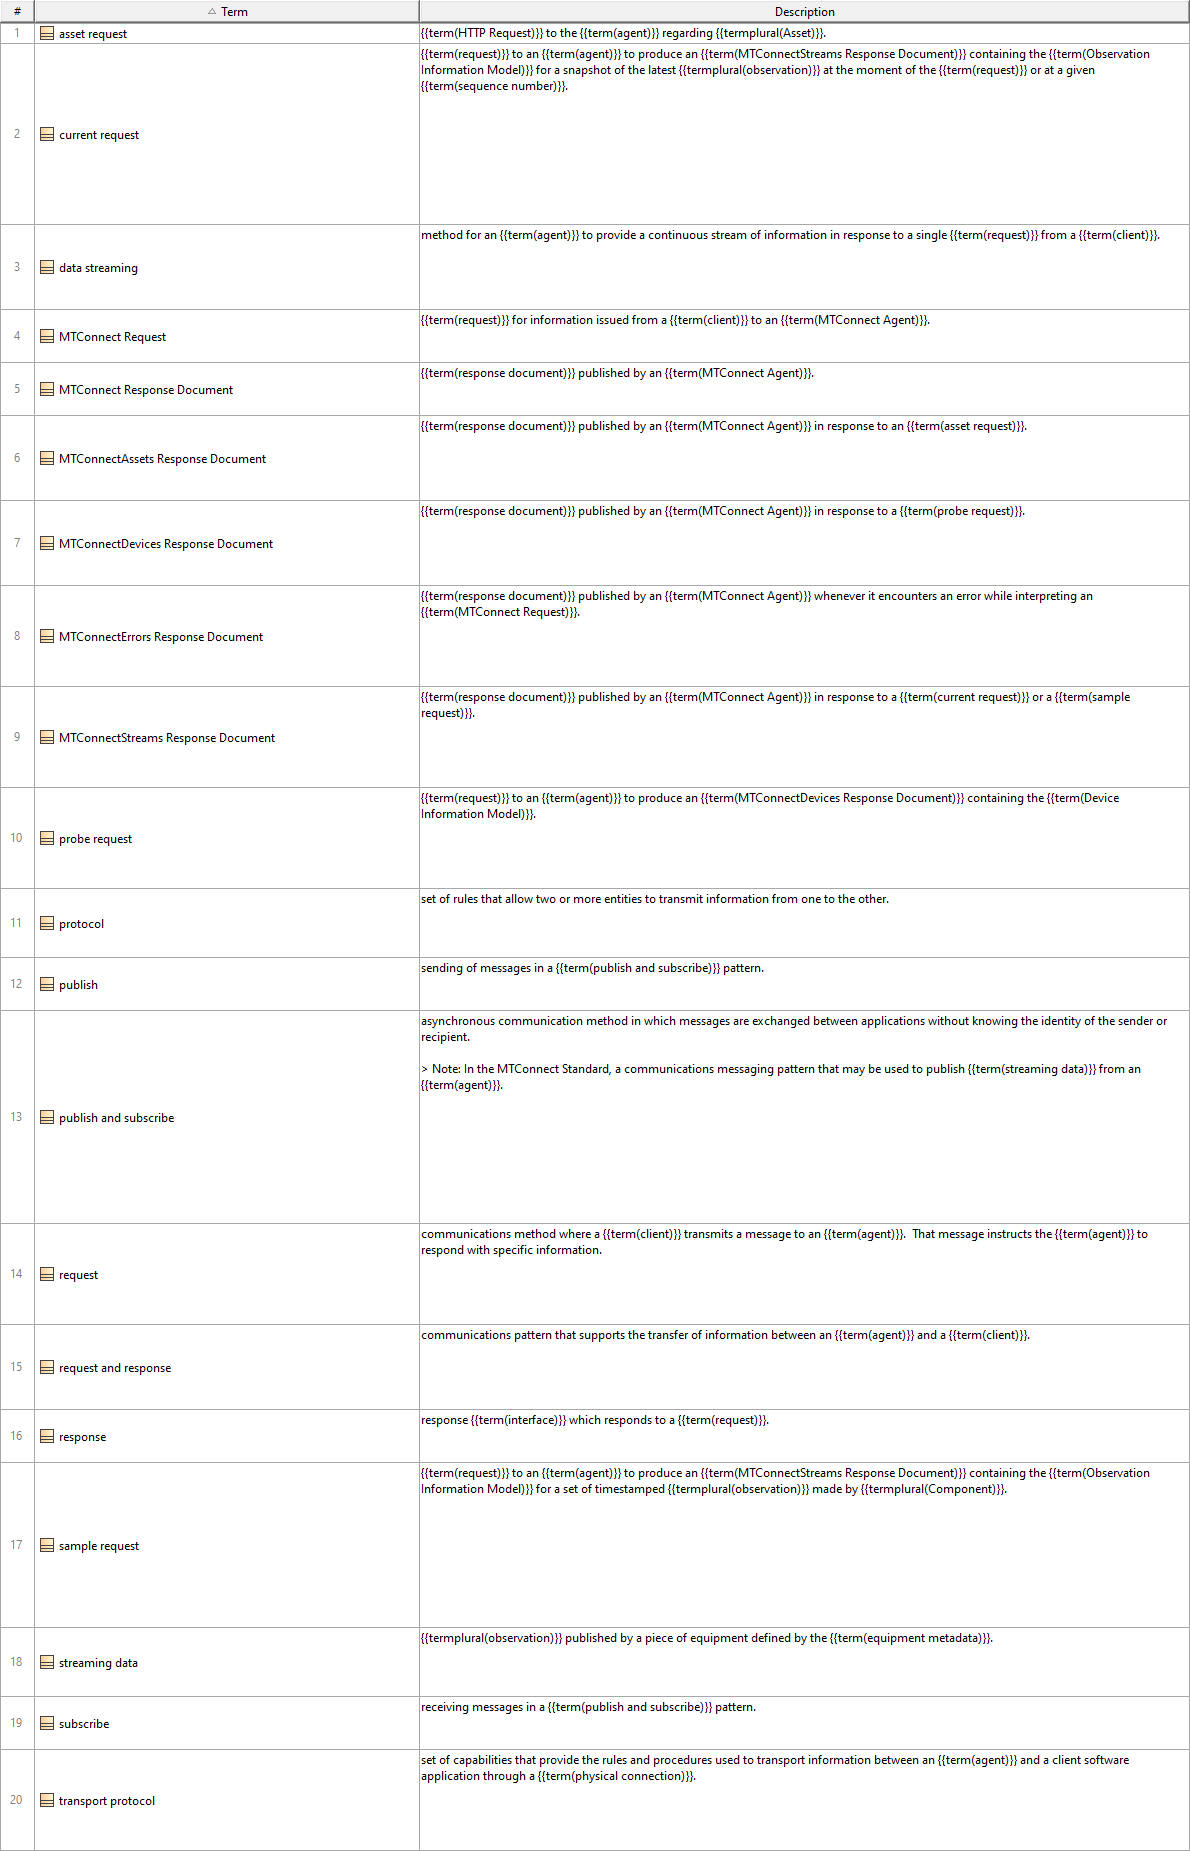 # Term Description
1 asset request {{term(HTTP Request)}} to the {{term(agent)}} regarding {{termplural(Asset)}}.
{{term(request)}} to an {{term(agent)}} to produce an {{term(MTConnectStreams Response Document)}} containing the {{term(Observation
Information Model)}} for a snapshot of the latest {{termplural(observation)}} at the moment of the {{term(request)}} or at a given
{{term(sequence number)}}.
2 current request
method for an {{term(agent)}} to provide a continuous stream of information in response to a single {{term(request)}} from a {{term(client)}}.
3 data streaming
{{term(request)}} for information issued from a {{term(client)}} to an {{term(MTConnect Agent)}}.
4 MTConnect Request
{{term(response document)}} published by an {{term(MTConnect Agent)}}.
5 MTConnect Response Document
{{term(response document)}} published by an {{term(MTConnect Agent)}} in response to an {{term(asset request)}}.
6 MTConnectAssets Response Document
{{term(response document)}} published by an {{term(MTConnect Agent)}} in response to a {{term(probe request)}}.
7 MTConnectDevices Response Document
{{term(response document)}} published by an {{term(MTConnect Agent)}} whenever it encounters an error while interpreting an
{{term(MTConnect Request)}}.
8 MTConnectErrors Response Document
{{term(response document)}} published by an {{term(MTConnect Agent)}} in response to a {{term(current request)}} or a {{term(sample
request)}}.
9 MTConnectStreams Response Document
{{term(request)}} to an {{term(agent)}} to produce an {{term(MTConnectDevices Response Document)}} containing the {{term(Device
Information Model)}}.
10 probe request
set of rules that allow two or more entities to transmit information from one to the other.
11 protocol
sending of messages in a {{term(publish and subscribe)}} pattern.
12 publish
asynchronous communication method in which messages are exchanged between applications without knowing the identity of the sender or
recipient.
> Note: In the MTConnect Standard, a communications messaging pattern that may be used to publish {{term(streaming data)}} from an
{{term(agent)}}.
13 publish and subscribe
communications method where a {{term(client)}} transmits a message to an {{term(agent)}}.  That message instructs the {{term(agent)}} to
respond with specific information.
14 request
communications pattern that supports the transfer of information between an {{term(agent)}} and a {{term(client)}}.
15 request and response
response {{term(interface)}} which responds to a {{term(request)}}.
16 response
{{term(request)}} to an {{term(agent)}} to produce an {{term(MTConnectStreams Response Document)}} containing the {{term(Observation
Information Model)}} for a set of timestamped {{termplural(observation)}} made by {{termplural(Component)}}.
17 sample request
{{termplural(observation)}} published by a piece of equipment defined by the {{term(equipment metadata)}}.
18 streaming data
receiving messages in a {{term(publish and subscribe)}} pattern.
19 subscribe
set of capabilities that provide the rules and procedures used to transport information between an {{term(agent)}} and a client software
application through a {{term(physical connection)}}.
20 transport protocol